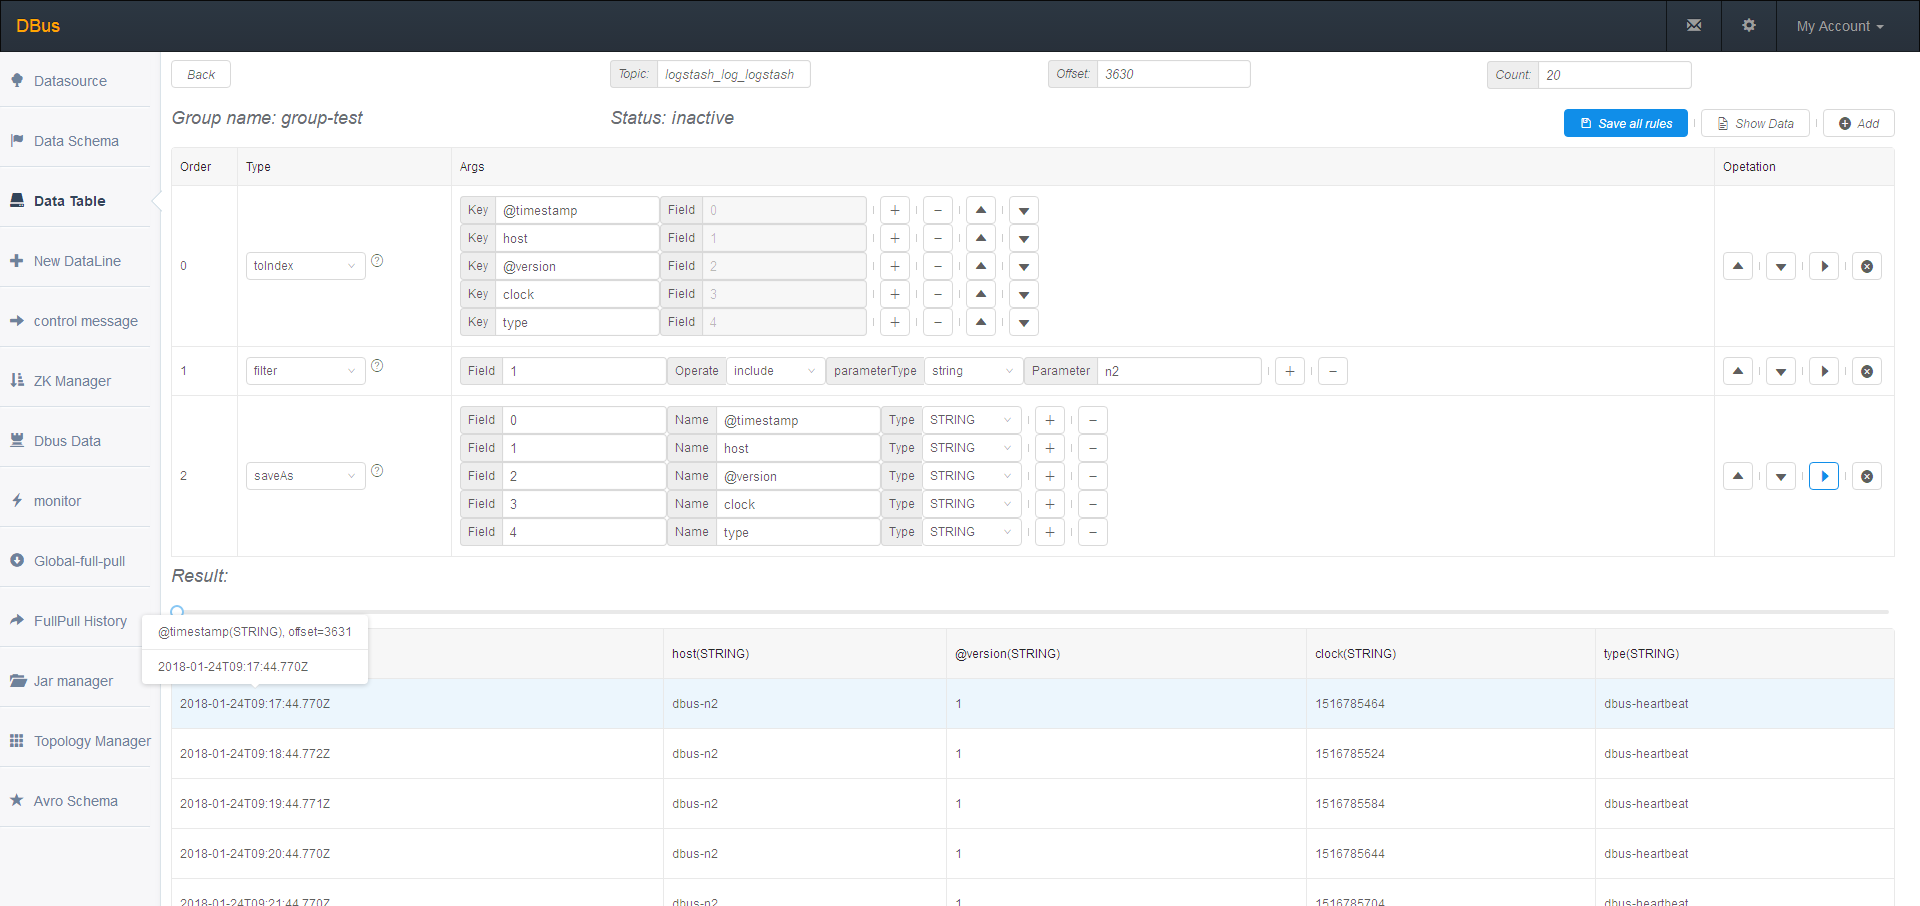 DBus
My Account
Datasource
Data Schema
Data Table
New DataLine
control message
ZK Manager
Dbus Data
monitor
Global-full-pull
FullPull History
Jar manager
Topology Manager
Avro Schema
Back
Topic: logstash_log_logstash
Offset: 3630
Count: 20
Group name: group-test
Status: inactive
Save all rules
Show Data
Add
Order Type Args Opetation
0 toIndex ?
Key @timestamp Field 0
Key host Field 1
Key @version Field 2
Key clock Field 3
Key type Field 4
1 filter ? Field 1 Operate include parameterType string Parameter n2
2 saveAs ?
Field 0 Name @timestamp Type STRING
Field 1 Name host Type STRING
Field 2 Name @version Type STRING
Field 3 Name clock Type STRING
Field 4 Name type Type STRING
Result:
@timestamp(STRING), offset=3631
2018-01-24T09:17:44.770Z
host(STRING) @version(STRING) clock(STRING) type(STRING)
2018-01-24T09:17:44.770Z dbus-n2 1 1516785464 dbus-heartbeat
2018-01-24T09:18:44.772Z dbus-n2 1 1516785524 dbus-heartbeat
2018-01-24T09:19:44.771Z dbus-n2 1 1516785584 dbus-heartbeat
2018-01-24T09:20:44.770Z dbus-n2 1 1516785644 dbus-heartbeat
2018-01-24T09:21:44.770Z dbus-n2 1 1516785704 dbus-heartbeat